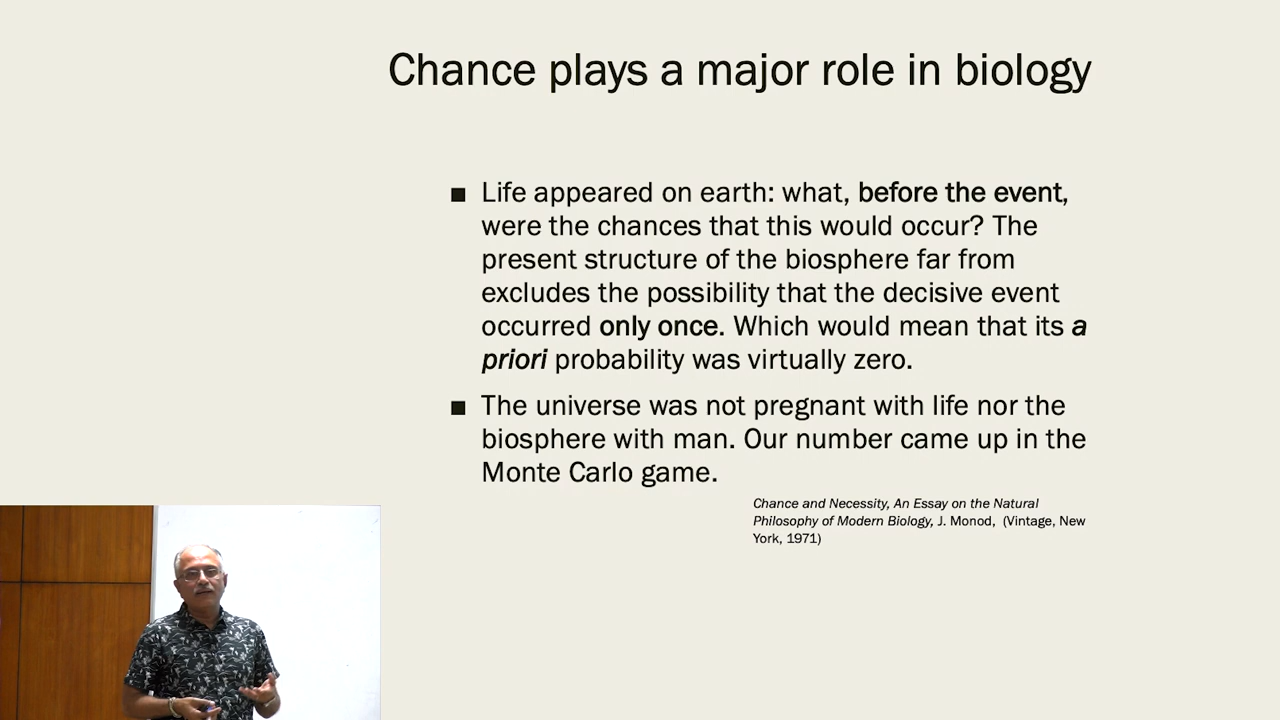 Chance plays a major role in biology
■ Life appeared on earth: what, before the event,
were the chances that this would occur? The
present structure of the biosphere far from
excludes the possibility that the decisive event
occurred only once. Which would mean that its a
priori probability was virtually zero.
■ The universe was not pregnant with life nor the
biosphere with man. Our number came up in the
Monte Carlo game.
Chance and Necessity, An Essay on the Natural
Philosophy of Modern Biology, J. Monod, (Vintage, New
York, 1971)